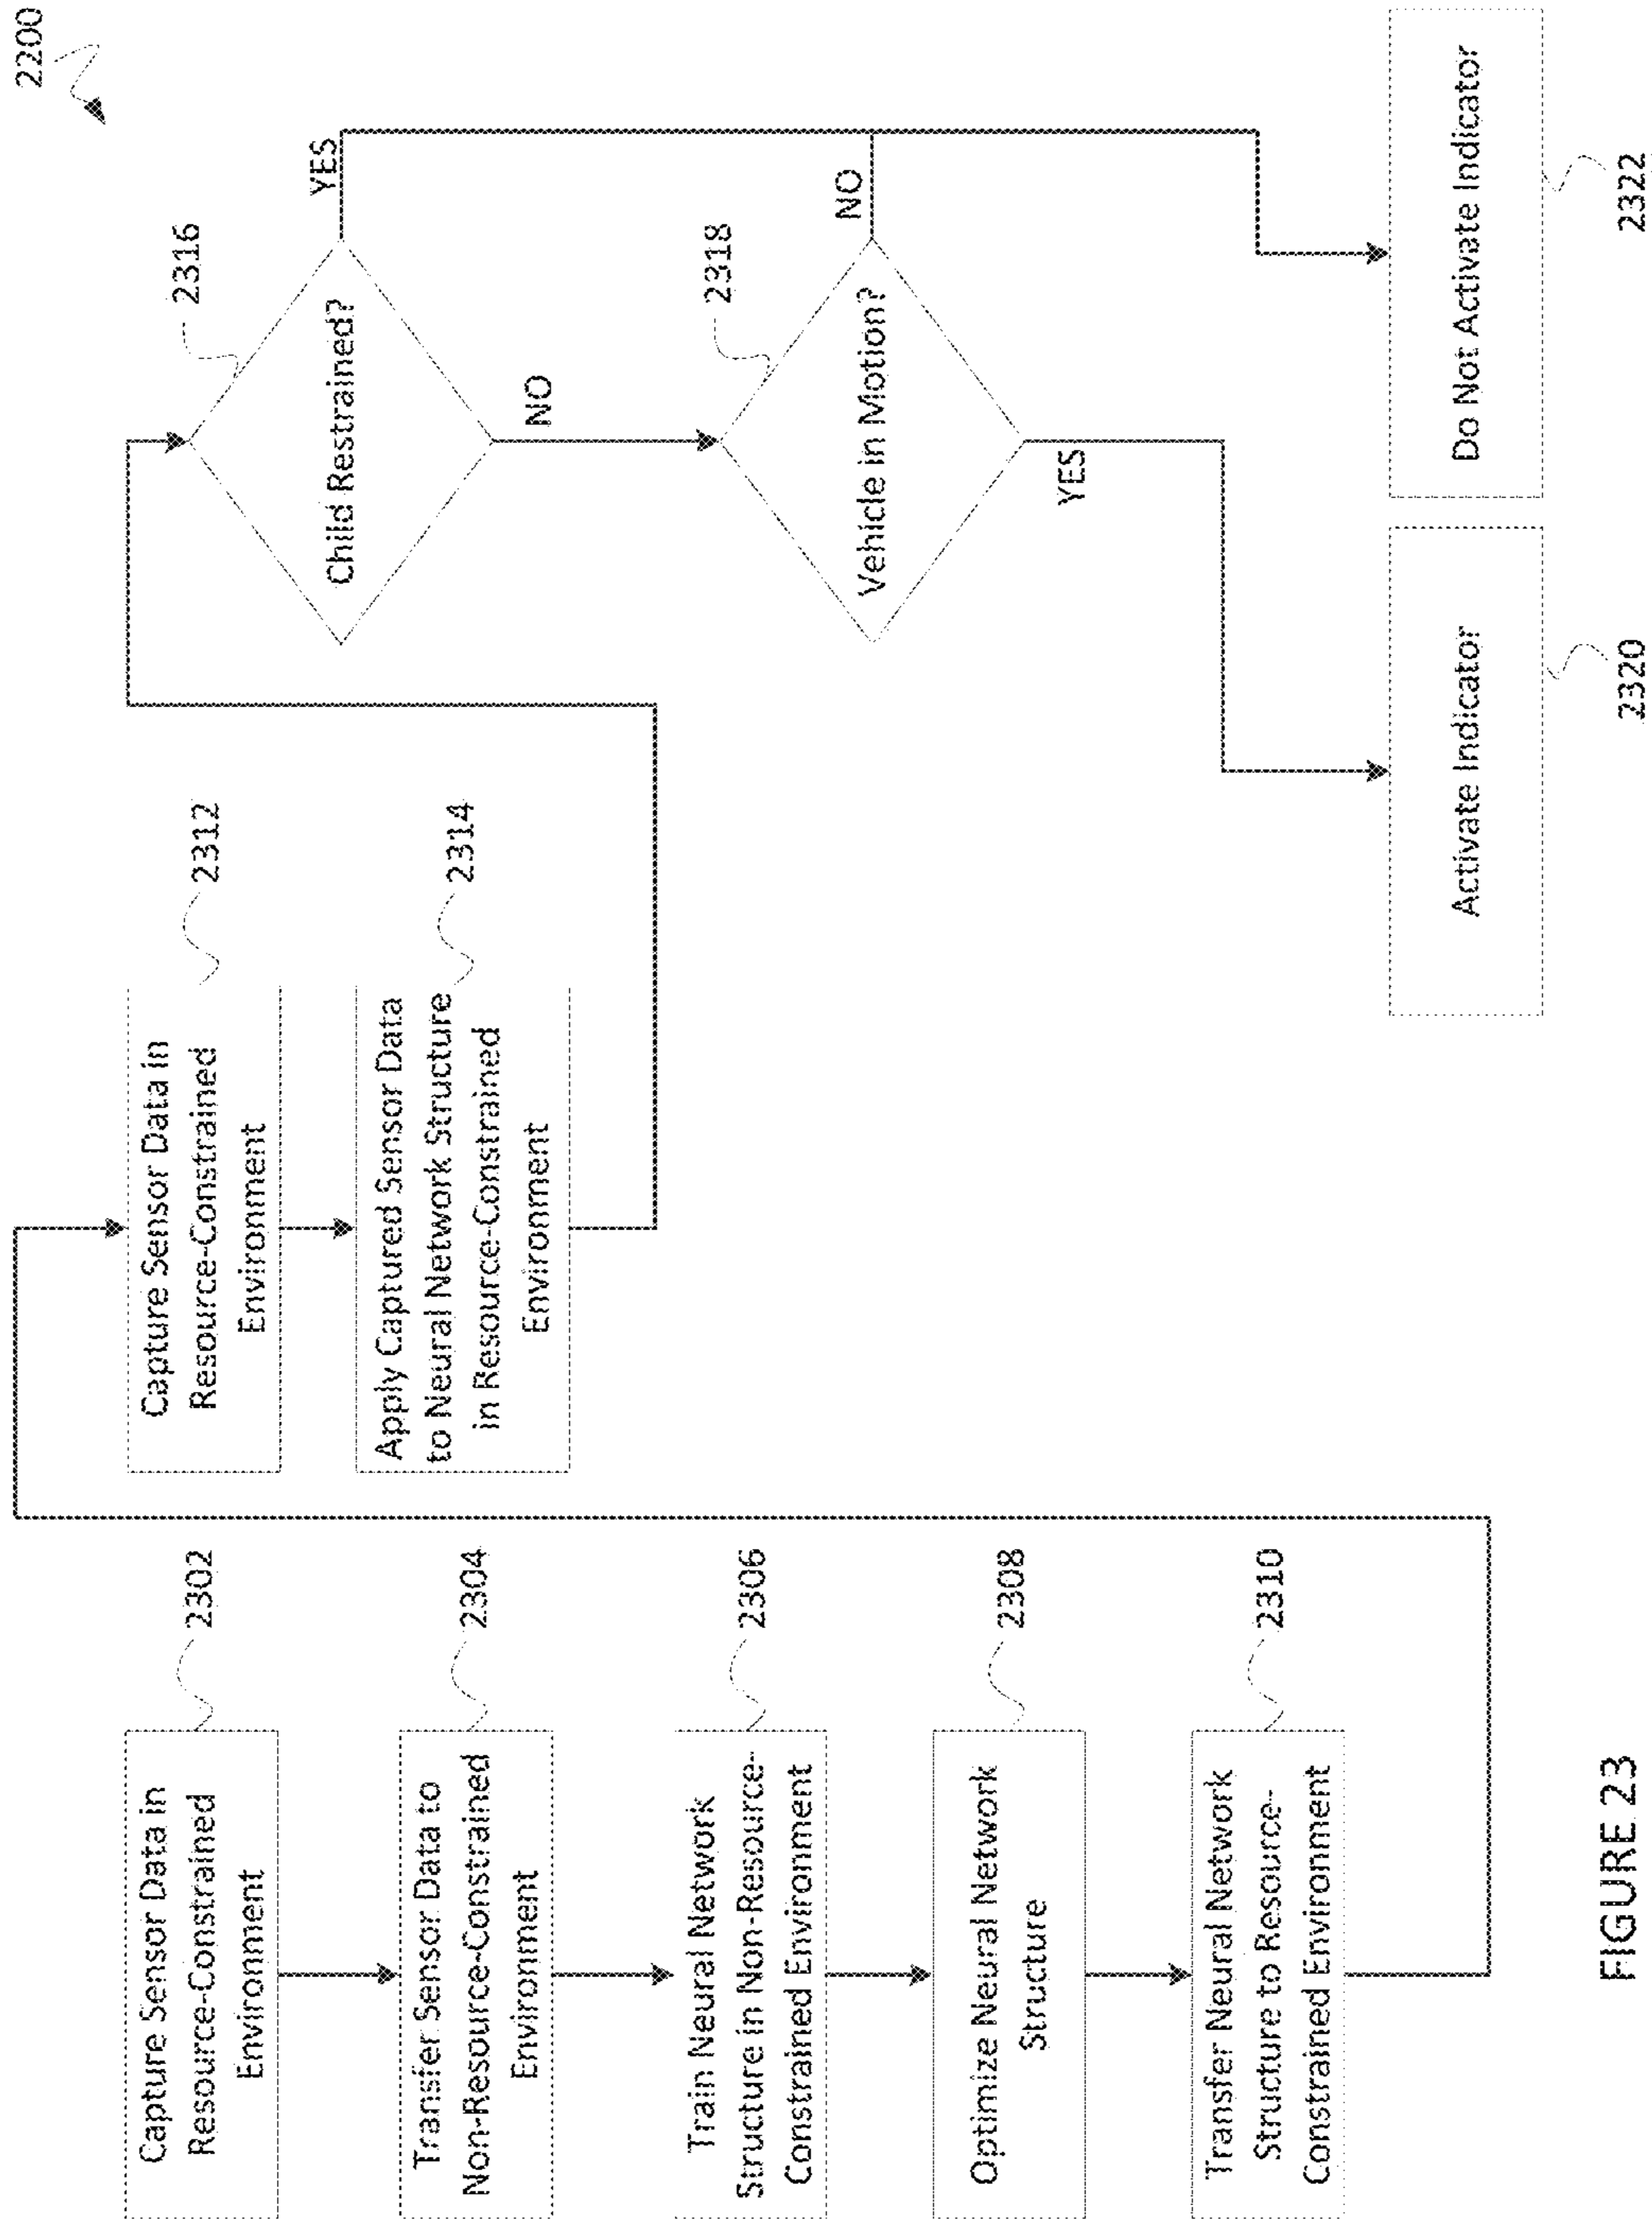 2200
Capture Sensor Data in
Resource-Constrained
Environment
2302
Transfer Sensor Data to
Non-Resource-Constrained
Environment
2304
Train Neural Network
Structure in Non-Resource-
Constrained Environment
2306
Optimize Neural Network
Structure
2308
Transfer Neural Network
Structure to Resource-
Constrained Environment
2310
Capture Sensor Data in
Resource-Constrained
Environment
2312
Apply Captured Sensor Data
to Neural Network Structure
in Resource-Constrained
Environment
2314
Child Restrained?
2316
YES
NO
Vehicle in Motion?
2318
NO
YES
Activate Indicator
2320
Do Not Activate Indicator
2322
FIGURE 23